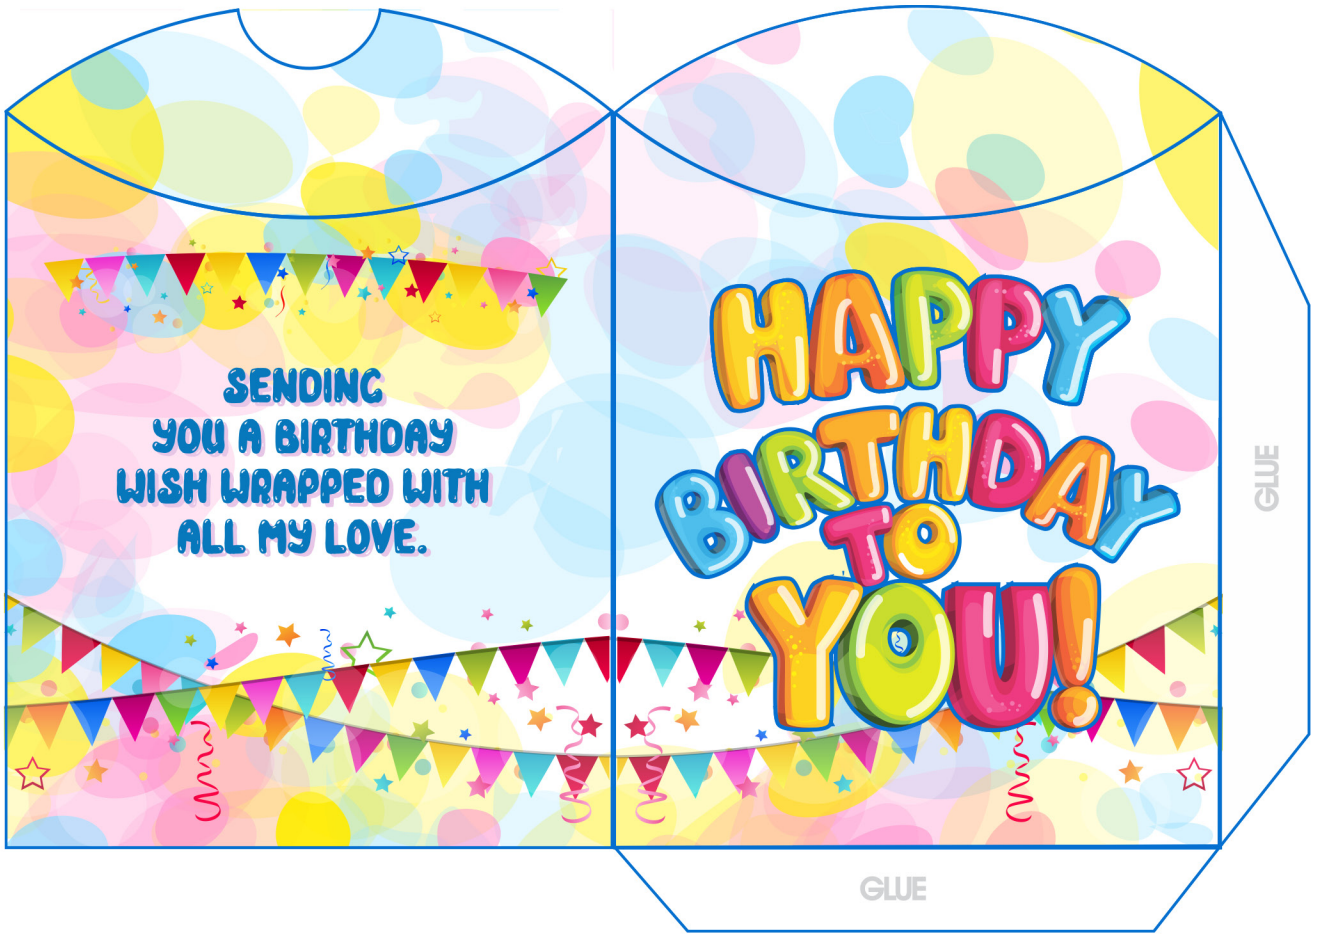 SENDING
YOU A BIRTHDAY
WISH WRAPPED WITH
ALL MY LOVE.
HAPPY
BIRTHDAY
TO
YOU!
GLUE
GLUE